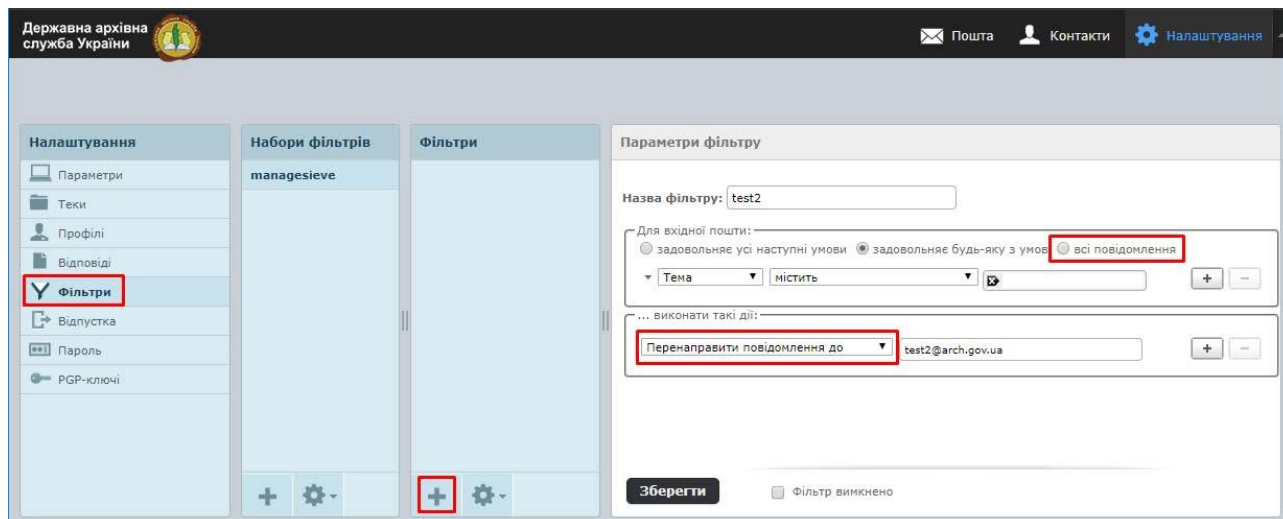 Державна архівна
служба України
Пошта
Контакти
Налаштування
Налаштування
Параметри
Теки
Профілі
Відповіді
Фільтри
Відпустка
Пароль
PGP-ключі
Набори фільтрів
managesieve
Фільтри
Параметри фільтру
Назва фільтру: test2
Для вхідної пошти:
задовольняє усі наступні умови задовольняє будь-яку з умов всі повідомлення
Тема містить
... виконати такі дії:
Перенаправити повідомлення до test2@arch.gov.ua
Зберегти Фільтр вимкнено